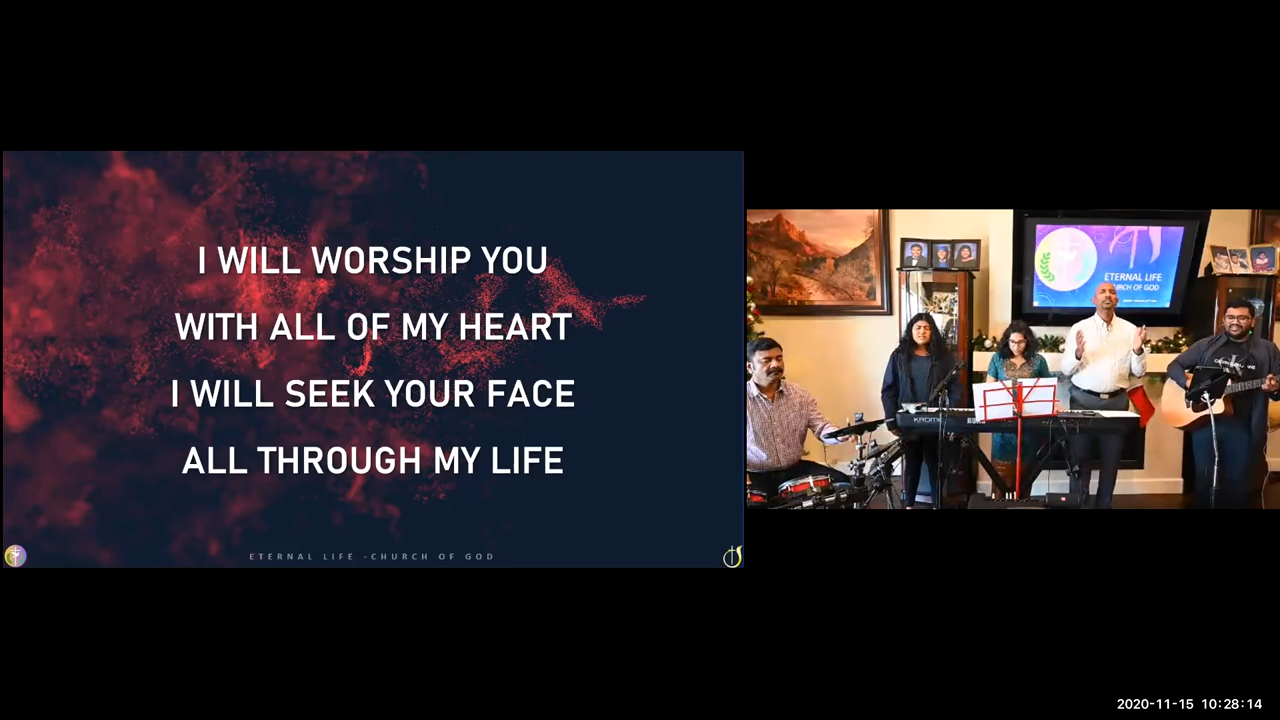 I WILL WORSHIP YOU
WITH ALL OF MY HEART
I WILL SEEK YOUR FACE
ALL THROUGH MY LIFE
ETERNAL LIFE -CHURCH OF GOD
ETERNAL LIFE
CHURCH OF GOD
KROME
KORG
2020-11-15 10:28:14